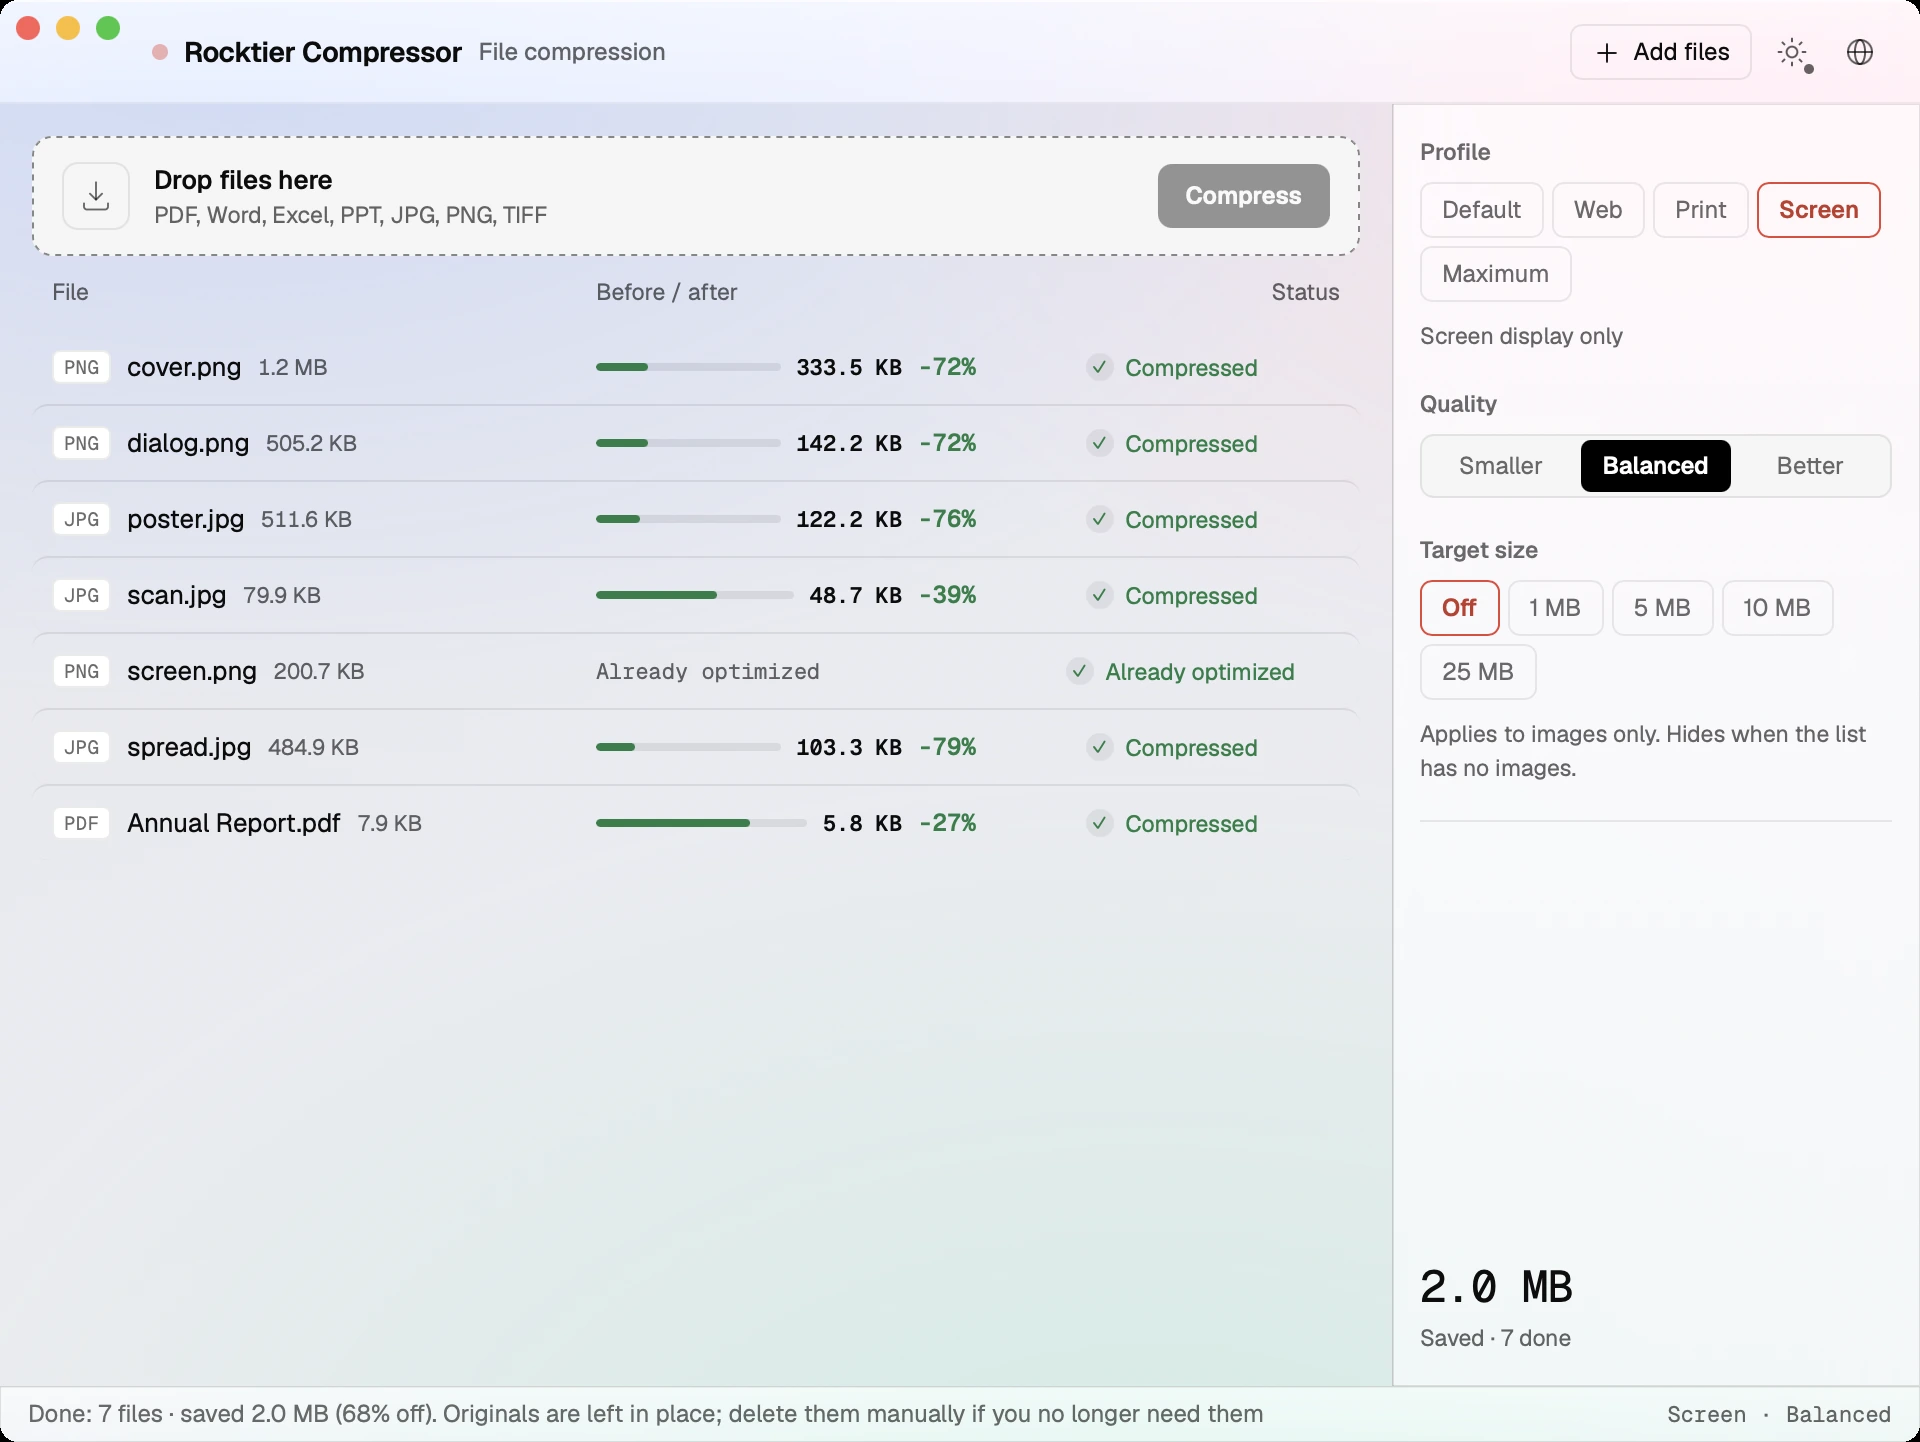 Rocktier Compressor File compression
Add files
Drop files here
PDF, Word, Excel, PPT, JPG, PNG, TIFF
Compress
File Before / after Status
PNG cover.png 1.2 MB 333.5 KB -72% Compressed
PNG dialog.png 505.2 KB 142.2 KB -72% Compressed
JPG poster.jpg 511.6 KB 122.2 KB -76% Compressed
JPG scan.jpg 79.9 KB 48.7 KB -39% Compressed
PNG screen.png 200.7 KB Already optimized Already optimized
JPG spread.jpg 484.9 KB 103.3 KB -79% Compressed
PDF Annual Report.pdf 7.9 KB 5.8 KB -27% Compressed
Profile
Default Web Print Screen
Maximum
Screen display only
Quality
Smaller Balanced Better
Target size
Off 1 MB 5 MB 10 MB
25 MB
Applies to images only. Hides when the list
has no images.
2.0 MB
Saved · 7 done
Done: 7 files · saved 2.0 MB (68% off). Originals are left in place; delete them manually if you no longer need them
Screen · Balanced